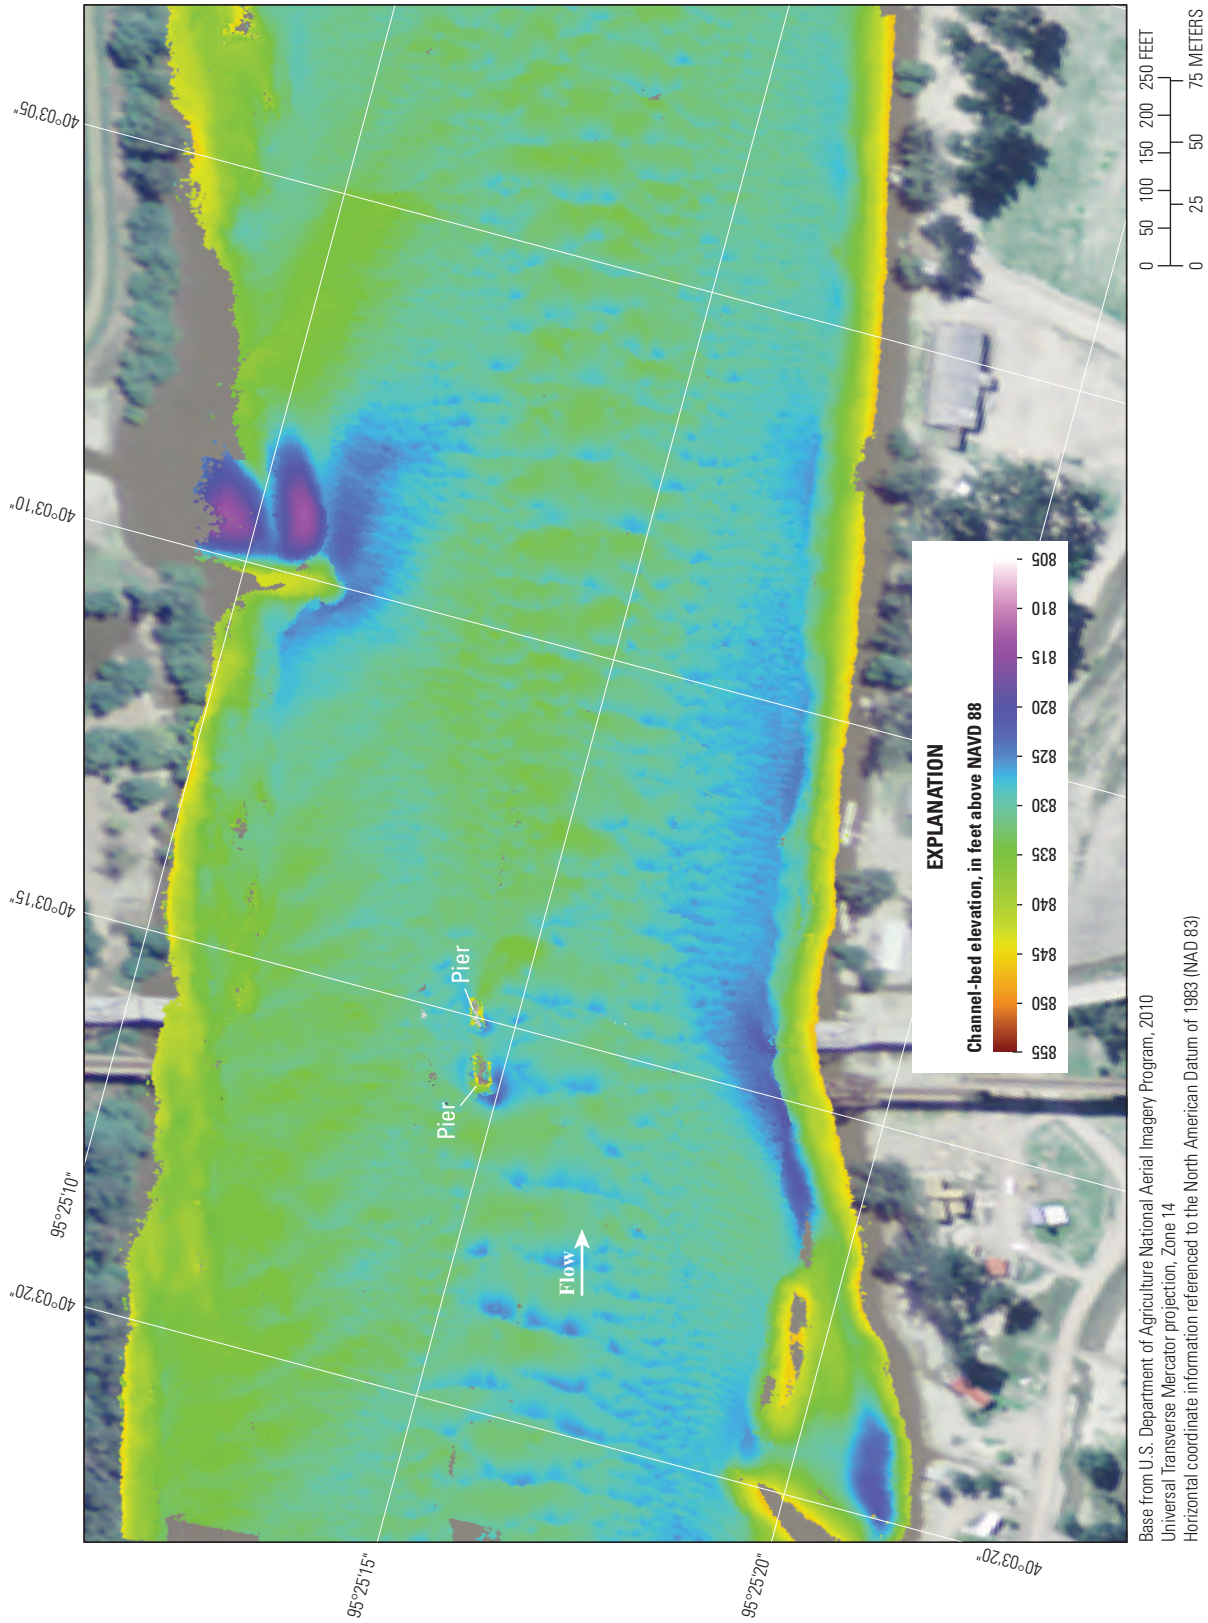 40°03'20"
95°25'10"
40°03'15"
40°03'10"
40°03'05"
Pier
Pier
Flow
95°25'15"
95°25'20"
40°03'20"
EXPLANATION
Channel-bed elevation, in feet above NAVD 88
855 850 845 840 835 830 825 820 815 810 805
Base from U.S. Department of Agriculture National Aerial Imagery Program, 2010
Universal Transverse Mercator projection, Zone 14
Horizontal coordinate information referenced to the North American Datum of 1983 (NAD 83)
0 50 100 150 200 250 FEET
0 25 50 75 METERS